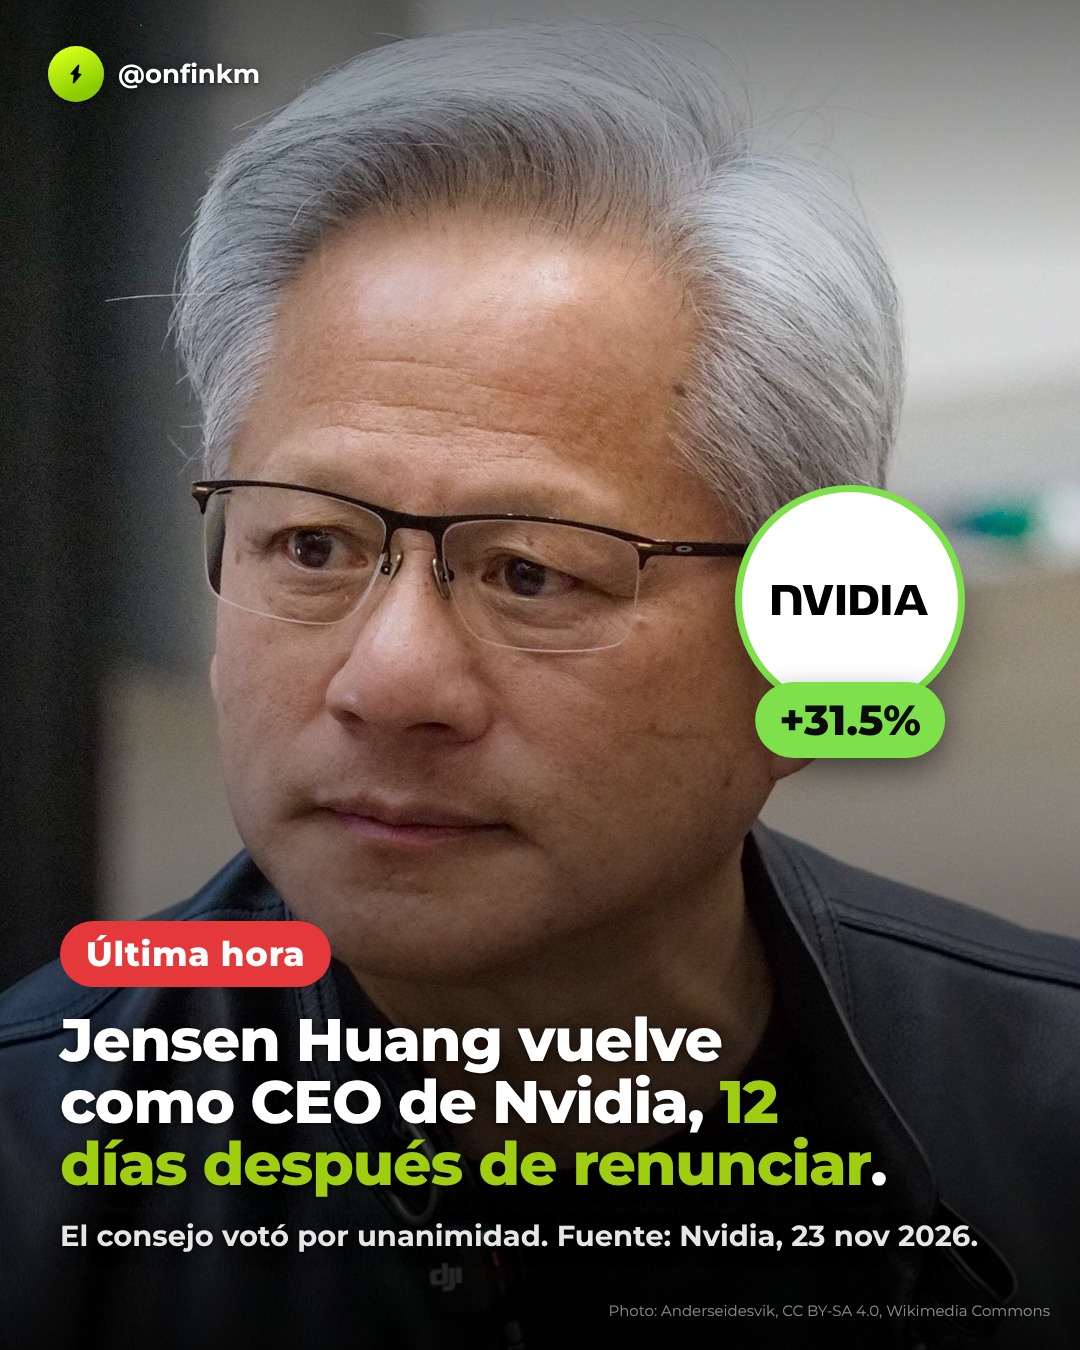 @onfinkm
NVIDIA
+31.5%
Última hora
Jensen Huang vuelve
como CEO de Nvidia, 12
días después de renunciar.
El consejo votó por unanimidad. Fuente: Nvidia, 23 nov 2026.
dji
Photo: Anderseidesvik, CC BY-SA 4.0, Wikimedia Commons